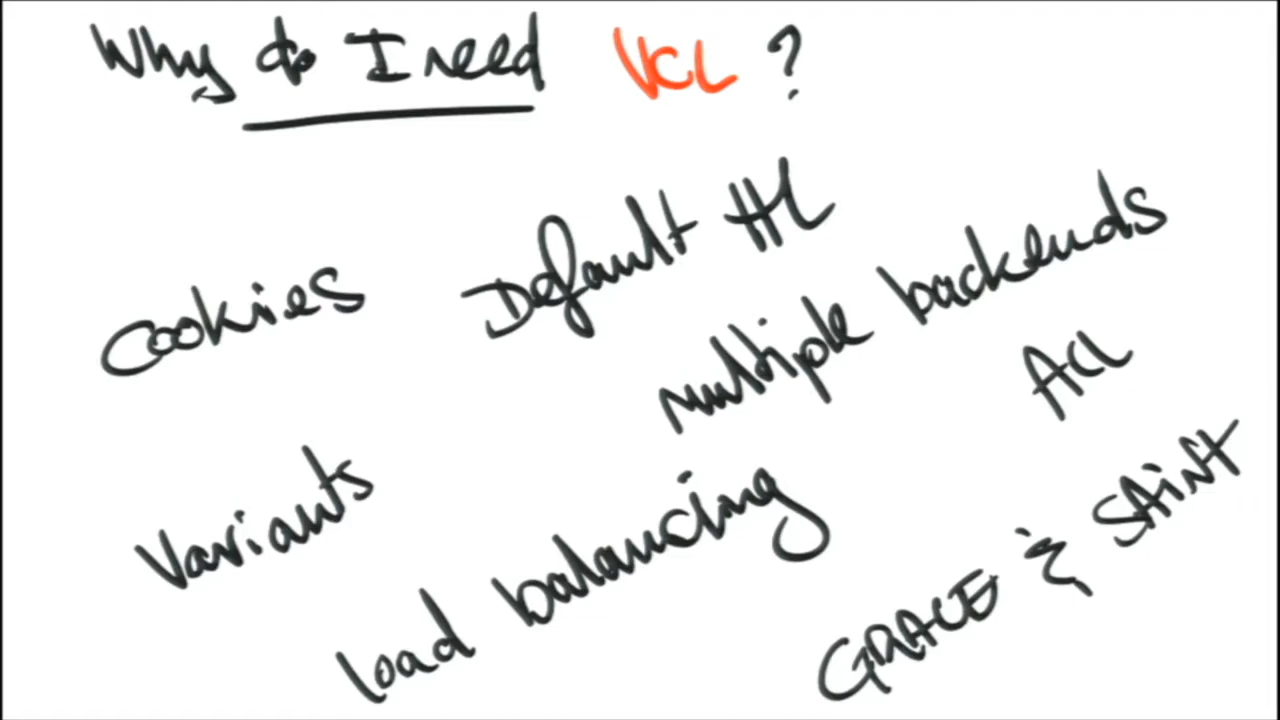 Why do I need VCL ?
Default TTL
cookies
multiple backends
ACL
Variants
load balancing
GRACE & SAINT